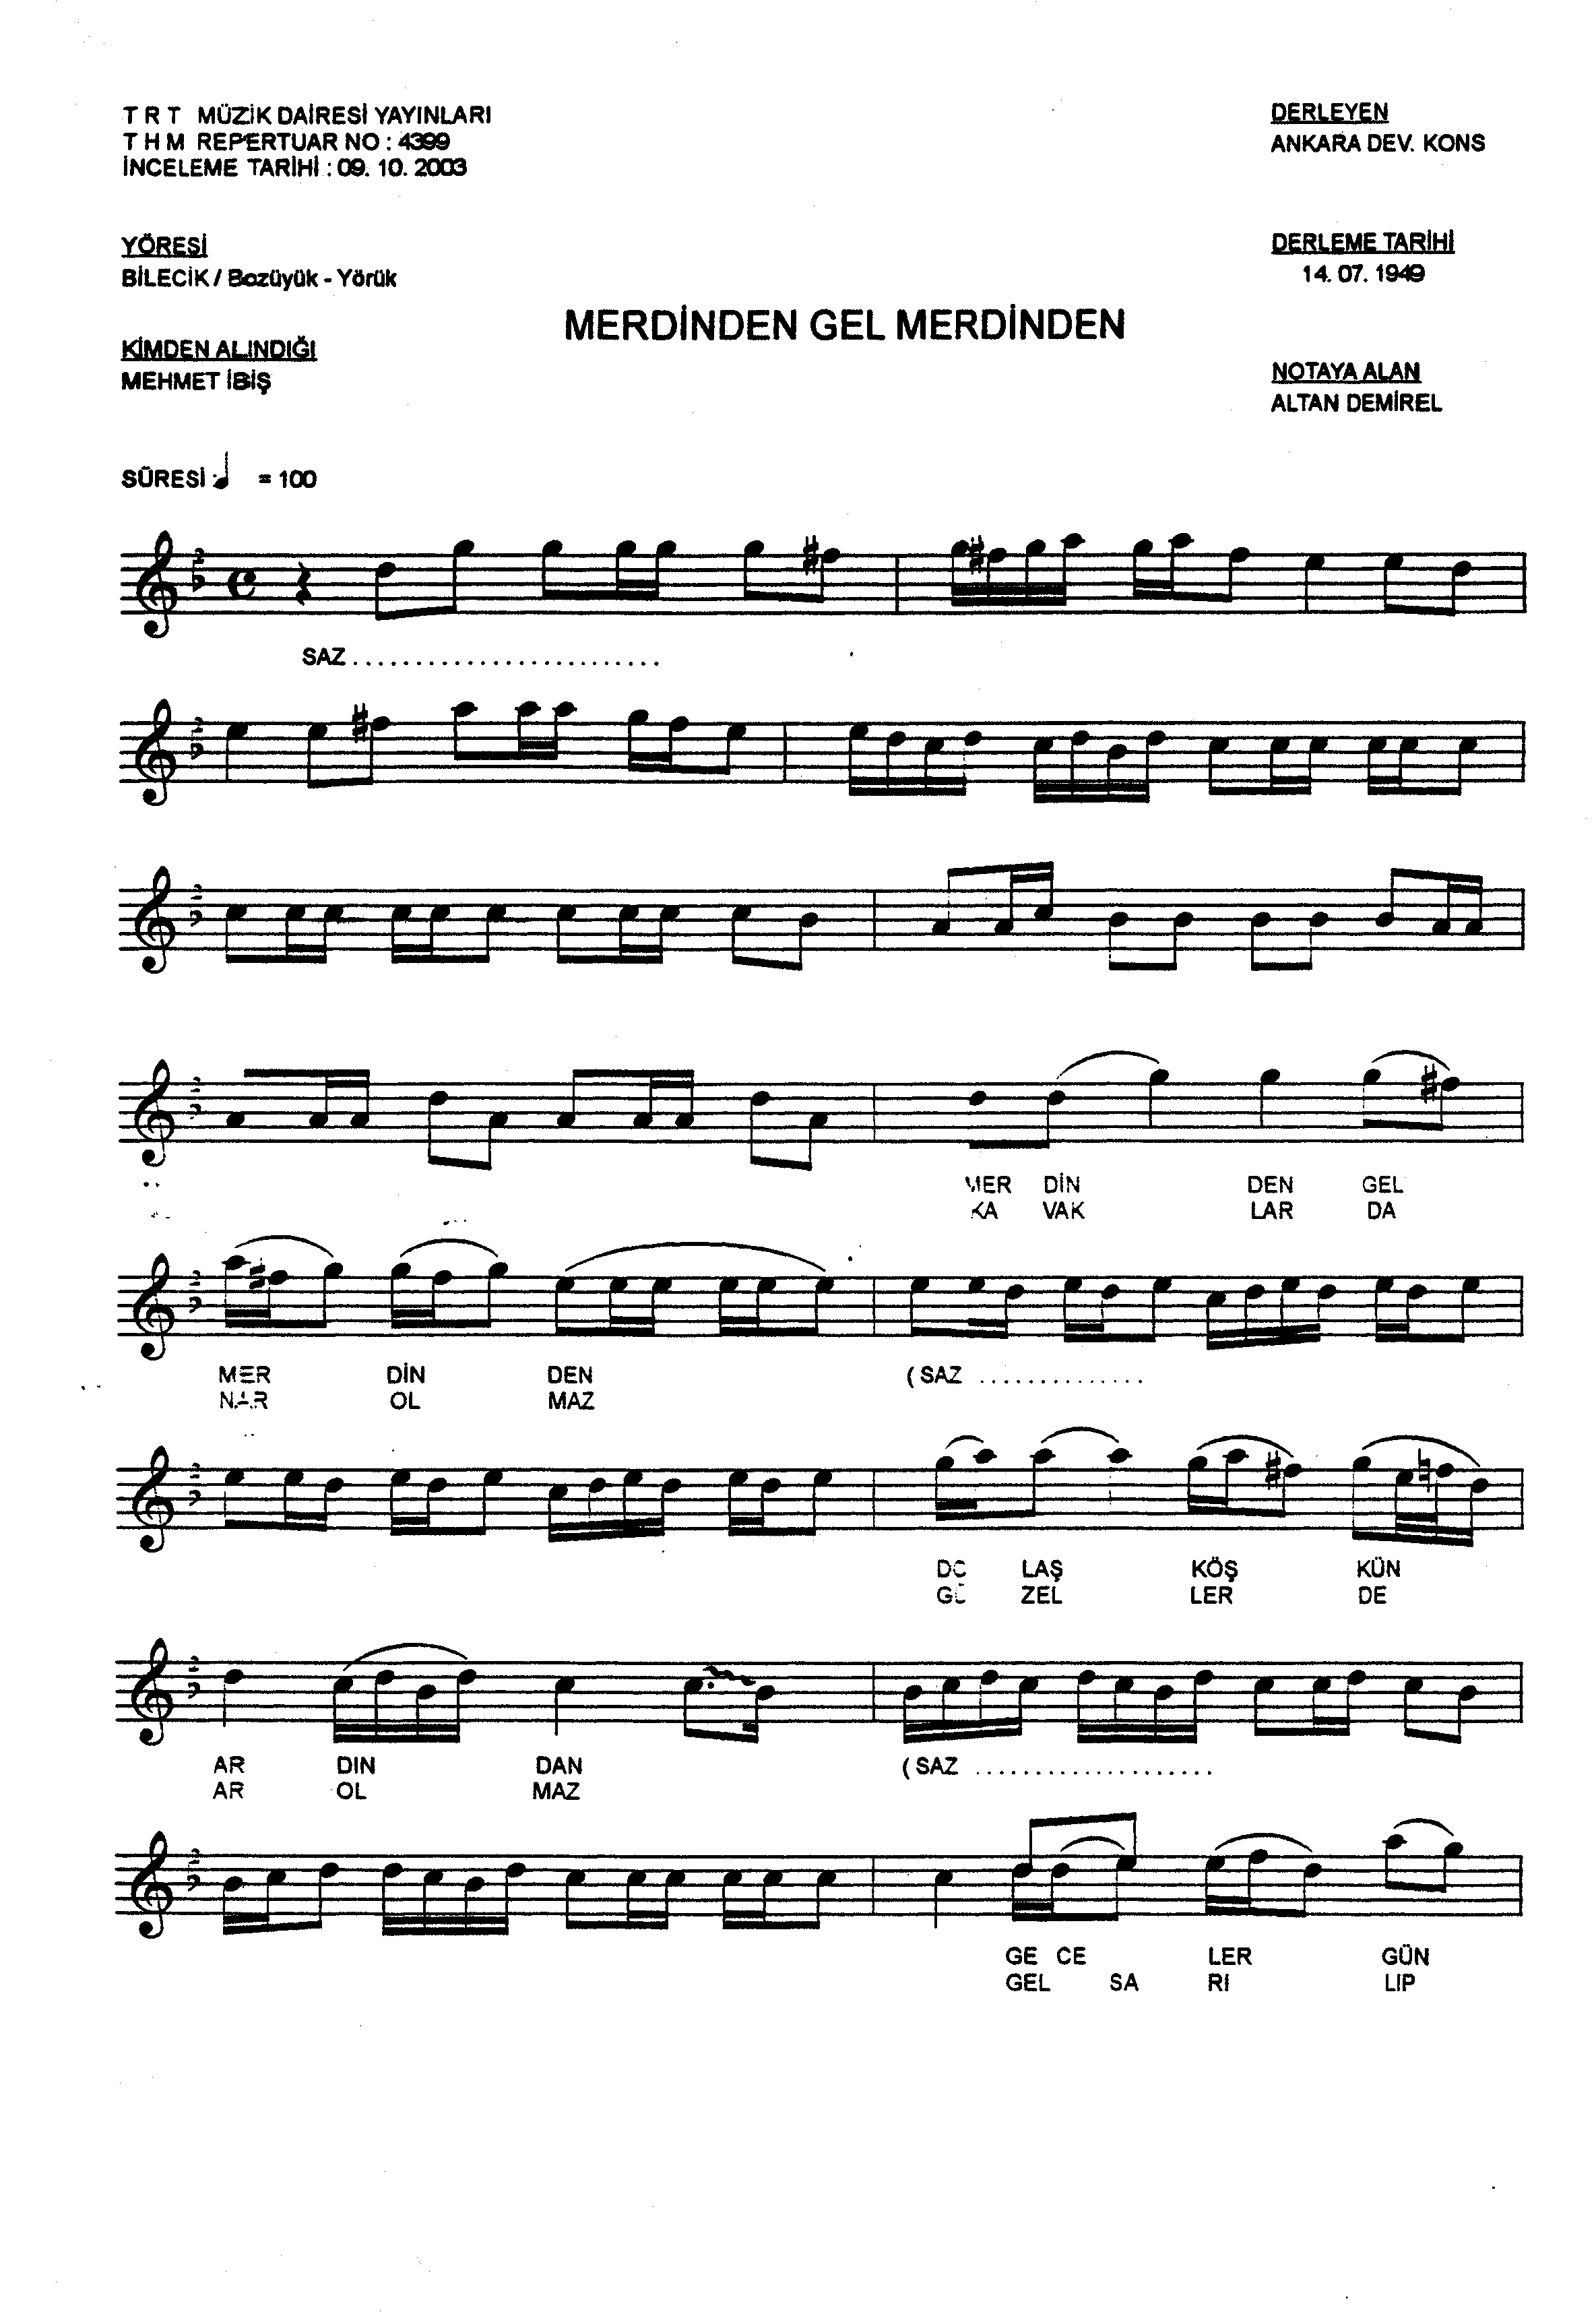 T R T MÜZİK DAİRESİ YAYINLARI
T H M REPERTUAR NO : 4399
İNCELEME TARİHİ : 09. 10. 2003
DERLEYEN
ANKARA DEV. KONS
YÖRESİ
BİLECİK / Bozüyük - Yörük
DERLEME TARİHİ
14. 07. 1949
MERDİNDEN GEL MERDİNDEN
KİMDEN ALINDIĞI
MEHMET İBİŞ
NOTAYA ALAN
ALTAN DEMİREL
SÜRESİ : = 100
SAZ . . . . . . . . . . . . . . . . . . . . . . . . .
MER DİN DEN GEL
KA VAK LAR DA
MER DİN DEN ( SAZ . . . . . . . . . . . . . .
NAR OL MAZ
DO LAŞ KÖŞ KÜN
GÜ ZEL LER DE
AR DIN DAN ( SAZ . . . . . . . . . . . . . . . . . . . .
AR OL MAZ
GE CE LER GÜN
GEL SA RI LIP